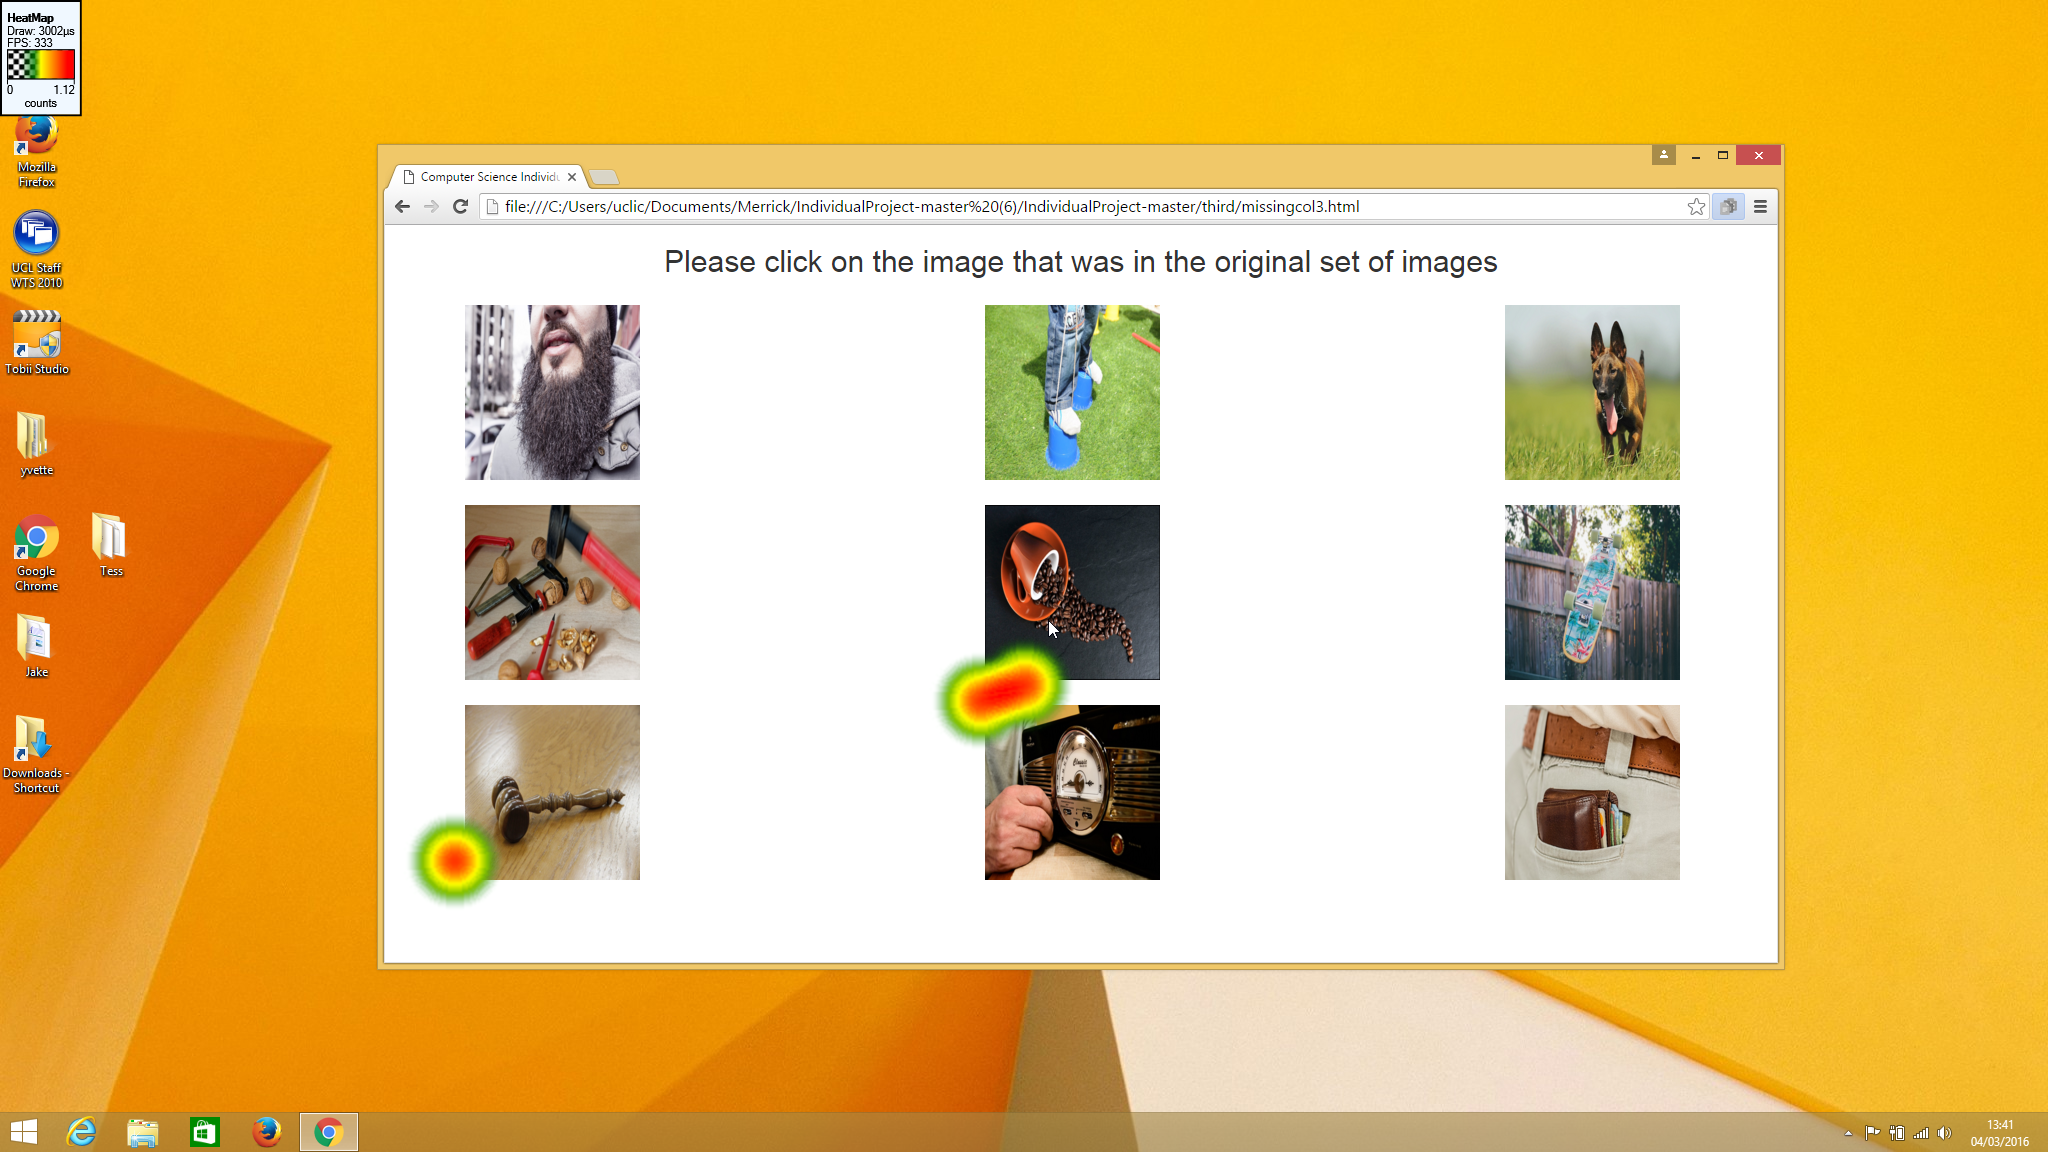 HeatMap
Draw: 3002µs
FPS: 333
0 1.12
counts
Mozilla
Firefox
UCL Staff
WTS 2010
Tobii Studio
yvette
Google
Chrome
Tess
Jake
Downloads -
Shortcut
Computer Science Individu
file:///C:/Users/uclic/Documents/Merrick/IndividualProject-master%20(6)/IndividualProject-master/third/missingcol3.html
Please click on the image that was in the original set of images
Classic
13:41
04/03/2016